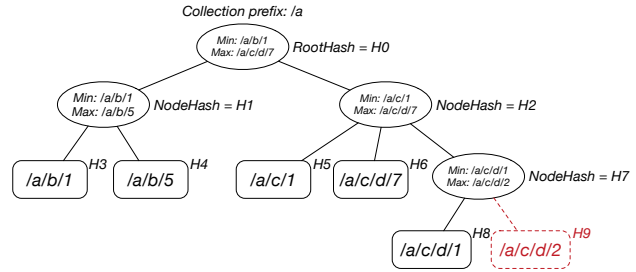 Collection prefix: /a
Min: /a/b/1
Max: /a/c/d/7
RootHash = H0
Min: /a/b/1
Max: /a/b/5
NodeHash = H1
Min: /a/c/1
Max: /a/c/d/7
NodeHash = H2
/a/b/1
H3
/a/b/5
H4
/a/c/1
H5
/a/c/d/7
H6
Min: /a/c/d/1
Max: /a/c/d/2
NodeHash = H7
/a/c/d/1
H8
/a/c/d/2
H9